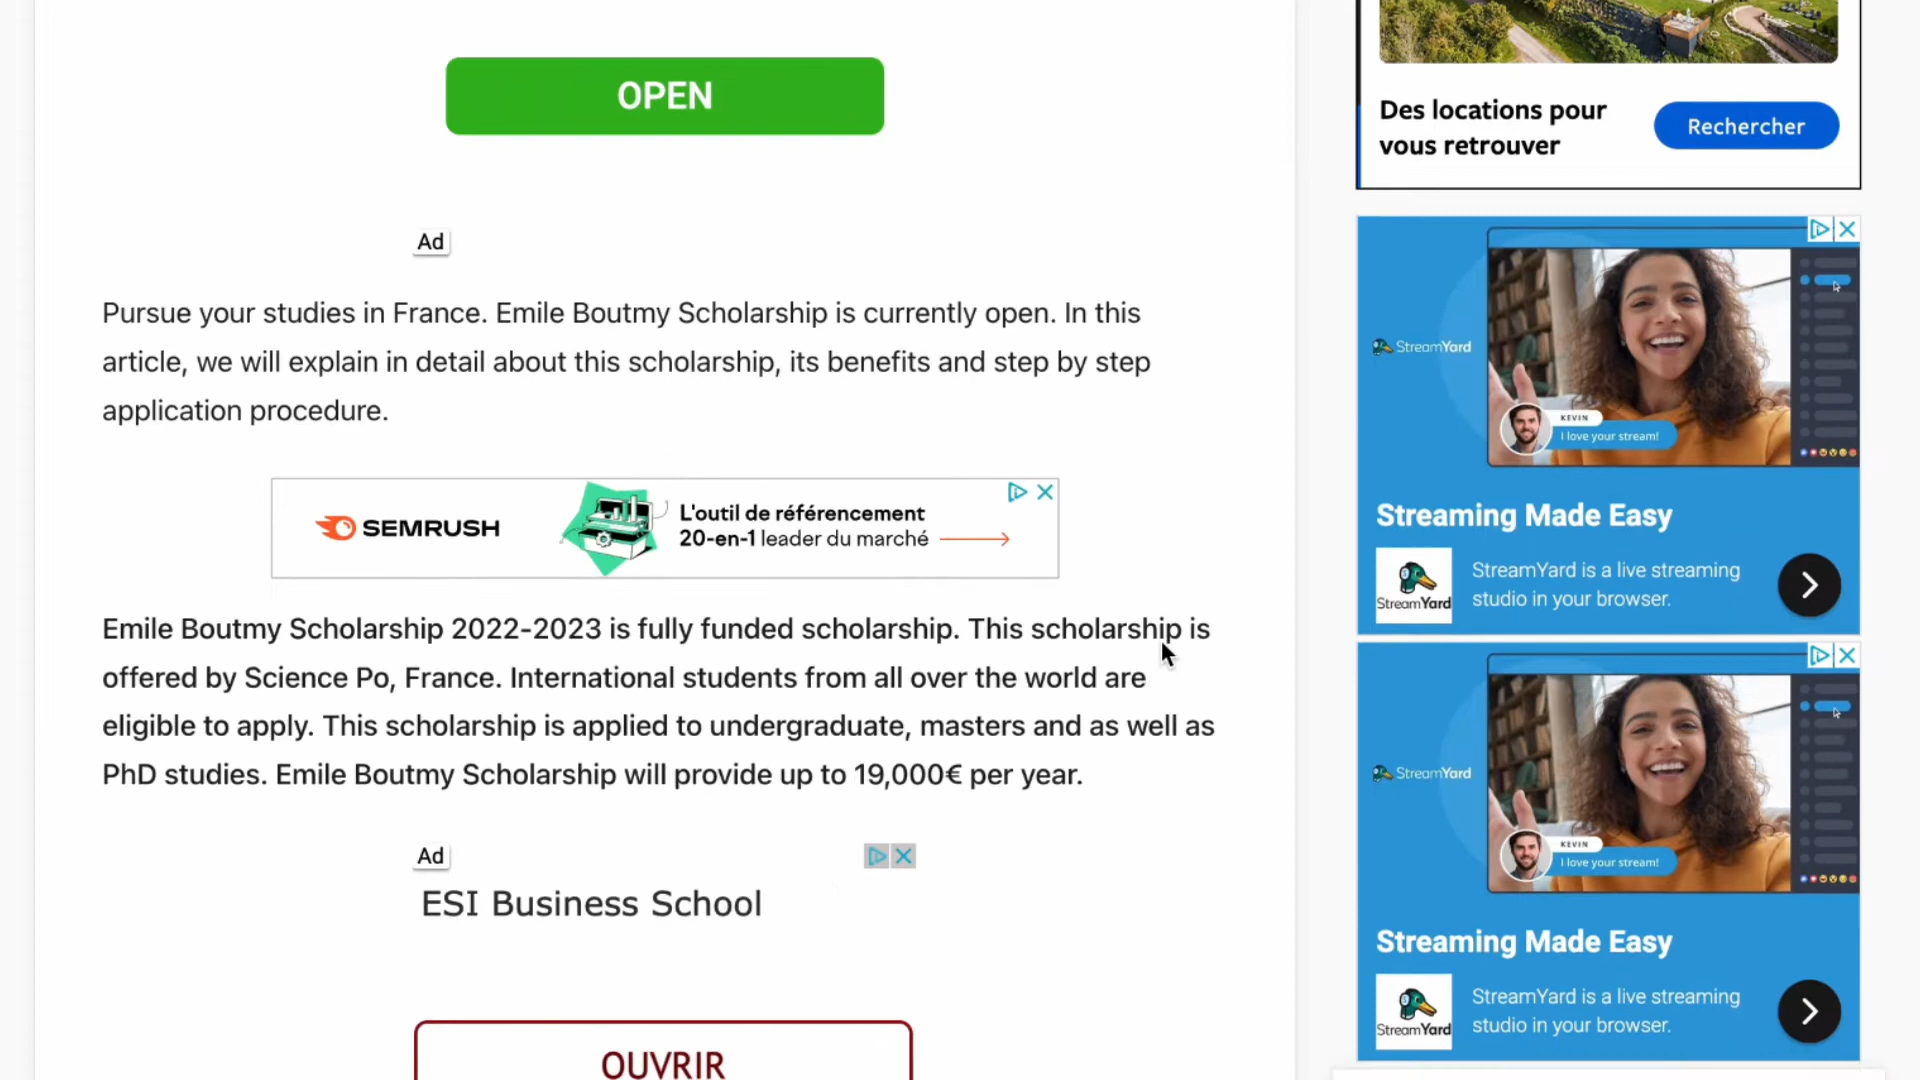 OPEN
Ad
Pursue your studies in France. Emile Boutmy Scholarship is currently open. In this
article, we will explain in detail about this scholarship, its benefits and step by step
application procedure.
SEMRUSH
L'outil de référencement
20-en-1 leader du marché
Emile Boutmy Scholarship 2022-2023 is fully funded scholarship. This scholarship is
offered by Science Po, France. International students from all over the world are
eligible to apply. This scholarship is applied to undergraduate, masters and as well as
PhD studies. Emile Boutmy Scholarship will provide up to 19,000€ per year.
Ad
ESI Business School
OUVRIR
Des locations pour
vous retrouver
Rechercher
StreamYard
KEVIN
I love your stream!
Streaming Made Easy
StreamYard
StreamYard is a live streaming
studio in your browser.
StreamYard
KEVIN
I love your stream!
Streaming Made Easy
StreamYard
StreamYard is a live streaming
studio in your browser.